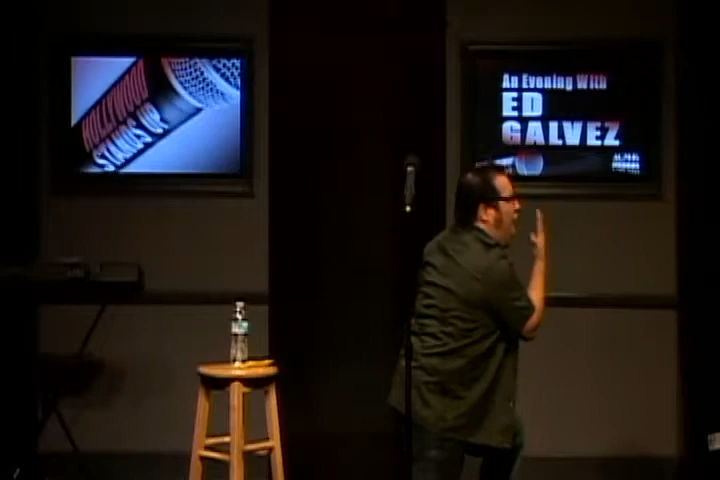 HOLLYWOOD
STANDS UP
An Evening With
ED
GALVEZ